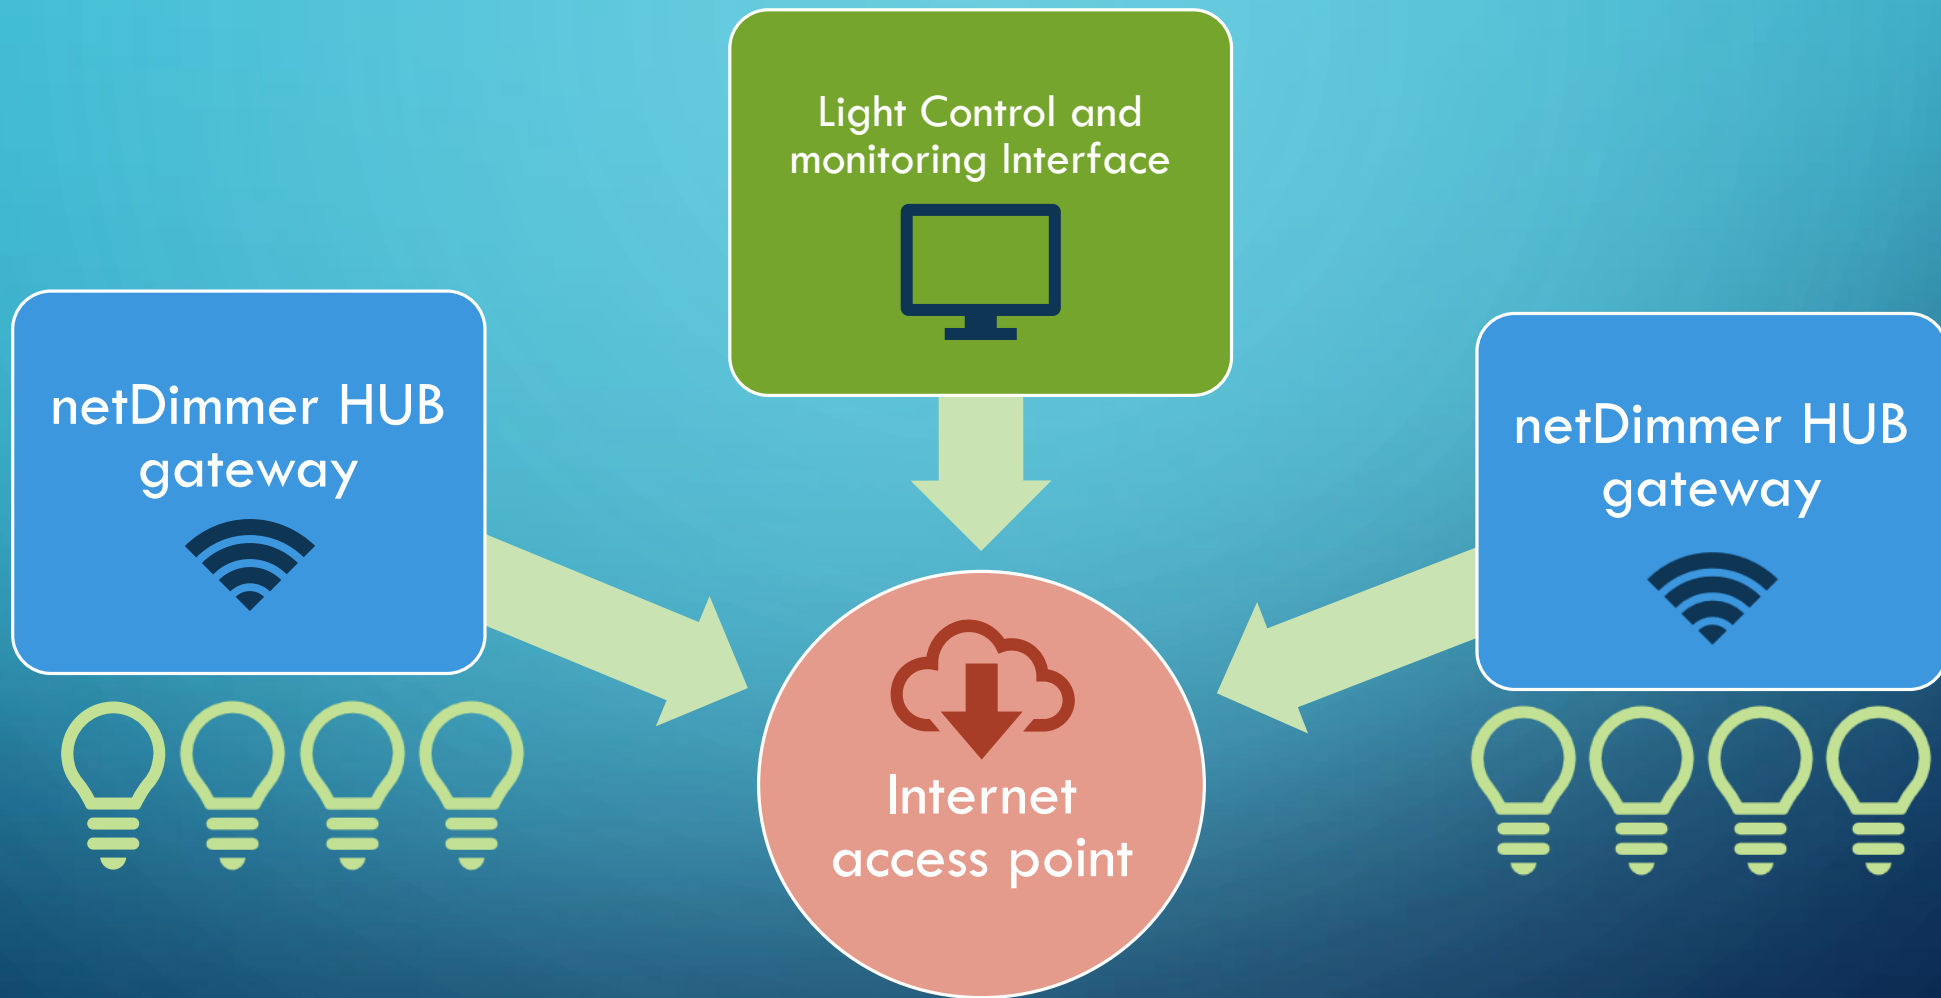 Light Control and
monitoring Interface
netDimmer HUB
gateway
netDimmer HUB
gateway
Internet
access point